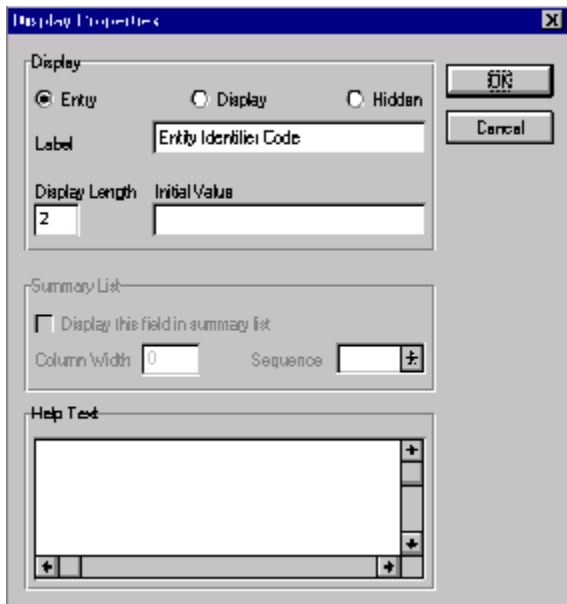 Display Properties
Display
OK
Entry Display Hidden
Label Entity Identifier Code
Cancel
Display Length Initial Value
2
Summary List
Display this field in summary list
Column Width 0 Sequence
Help Text